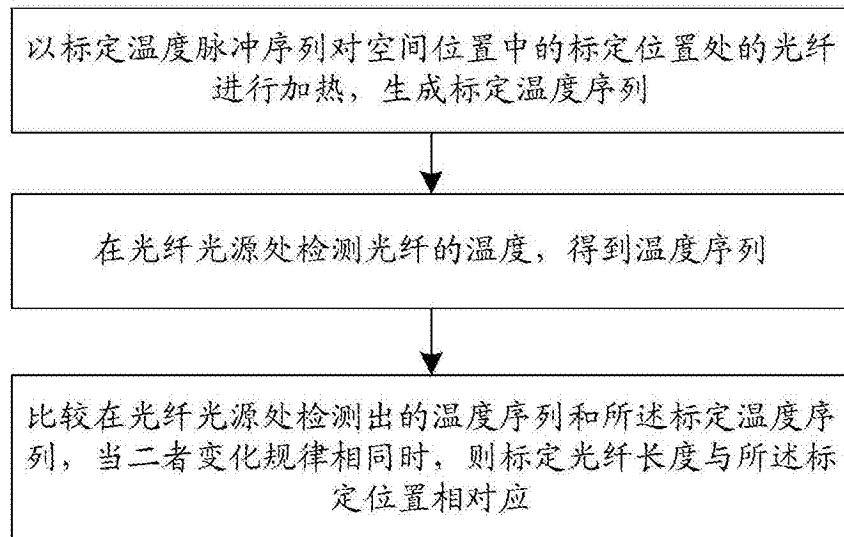 以标定温度脉冲序列对空间位置中的标定位置处的光纤
进行加热，生成标定温度序列
在光纤光源处检测光纤的温度，得到温度序列
比较在光纤光源处检测出的温度序列和所述标定温度序
列，当二者变化规律相同时，则标定光纤长度与所述标
定位置相对应